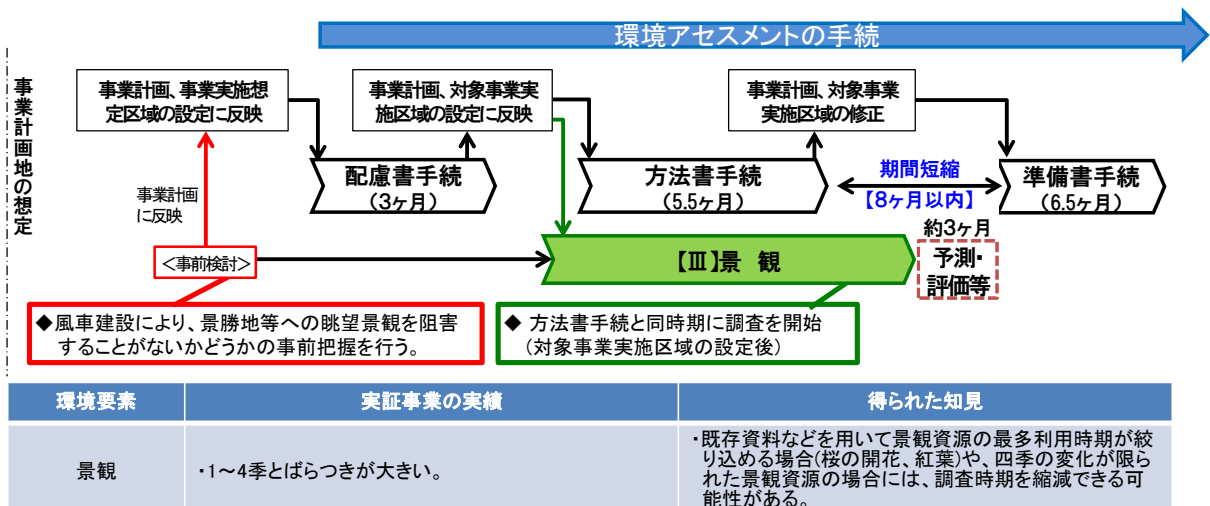 環境アセスメントの手続
事業計画地の想定
事業計画、事業実施想
定区域の設定に反映
事業計画、対象事業実
施区域の設定に反映
事業計画、対象事業
実施区域の修正
配慮書手続
（3ヶ月）
方法書手続
（5.5ヶ月）
期間短縮
【8ヶ月以内】
準備書手続
（6.5ヶ月）
事業計画
に反映
＜事前検討＞
【Ⅲ】景　観
約3ヶ月
予測・
評価等
◆風車建設により、景勝地等への眺望景観を阻害
することがないかどうかの事前把握を行う。
◆ 方法書手続と同時期に調査を開始
（対象事業実施区域の設定後）
環境要素
実証事業の実績
得られた知見
景観
・1～4季とばらつきが大きい。
・既存資料などを用いて景観資源の最多利用時期が絞
り込める場合(桜の開花、紅葉)や、四季の変化が限ら
れた景観資源の場合には、調査時期を縮減できる可
能性がある。